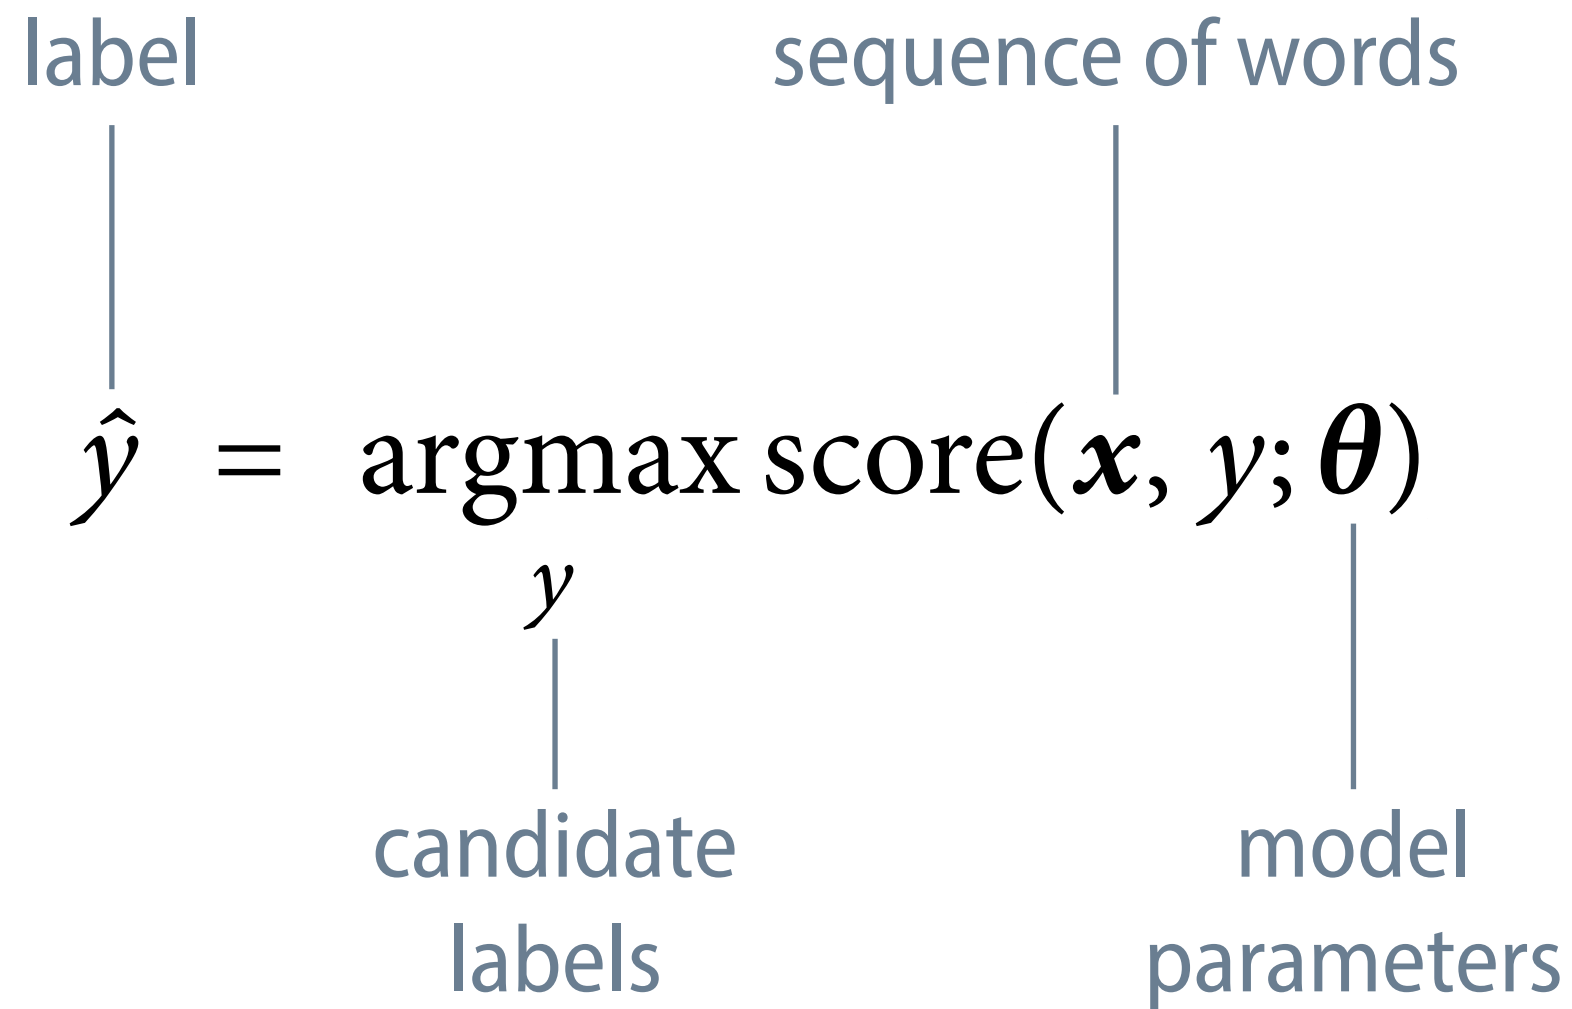 label
sequence of words
ŷ = argmax score(x, y; θ)
y
candidate
labels
model
parameters